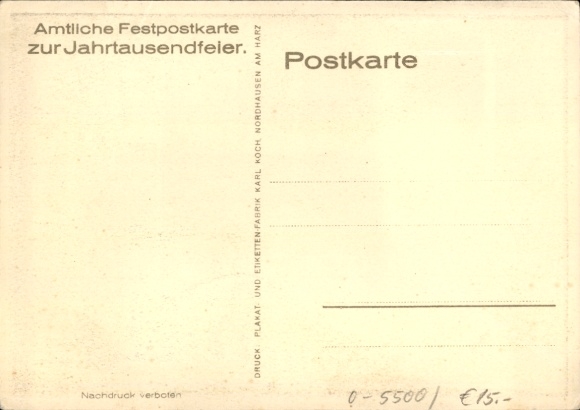 Amtliche Festpostkarte
zur Jahrtausendfeier.
DRUCK: PLAKAT- UND ETIKETTEN-FABRIK KARL KOCH, NORDHAUSEN AM HARZ
Postkarte
Nachdruck verboten
0-5500/ €15.-